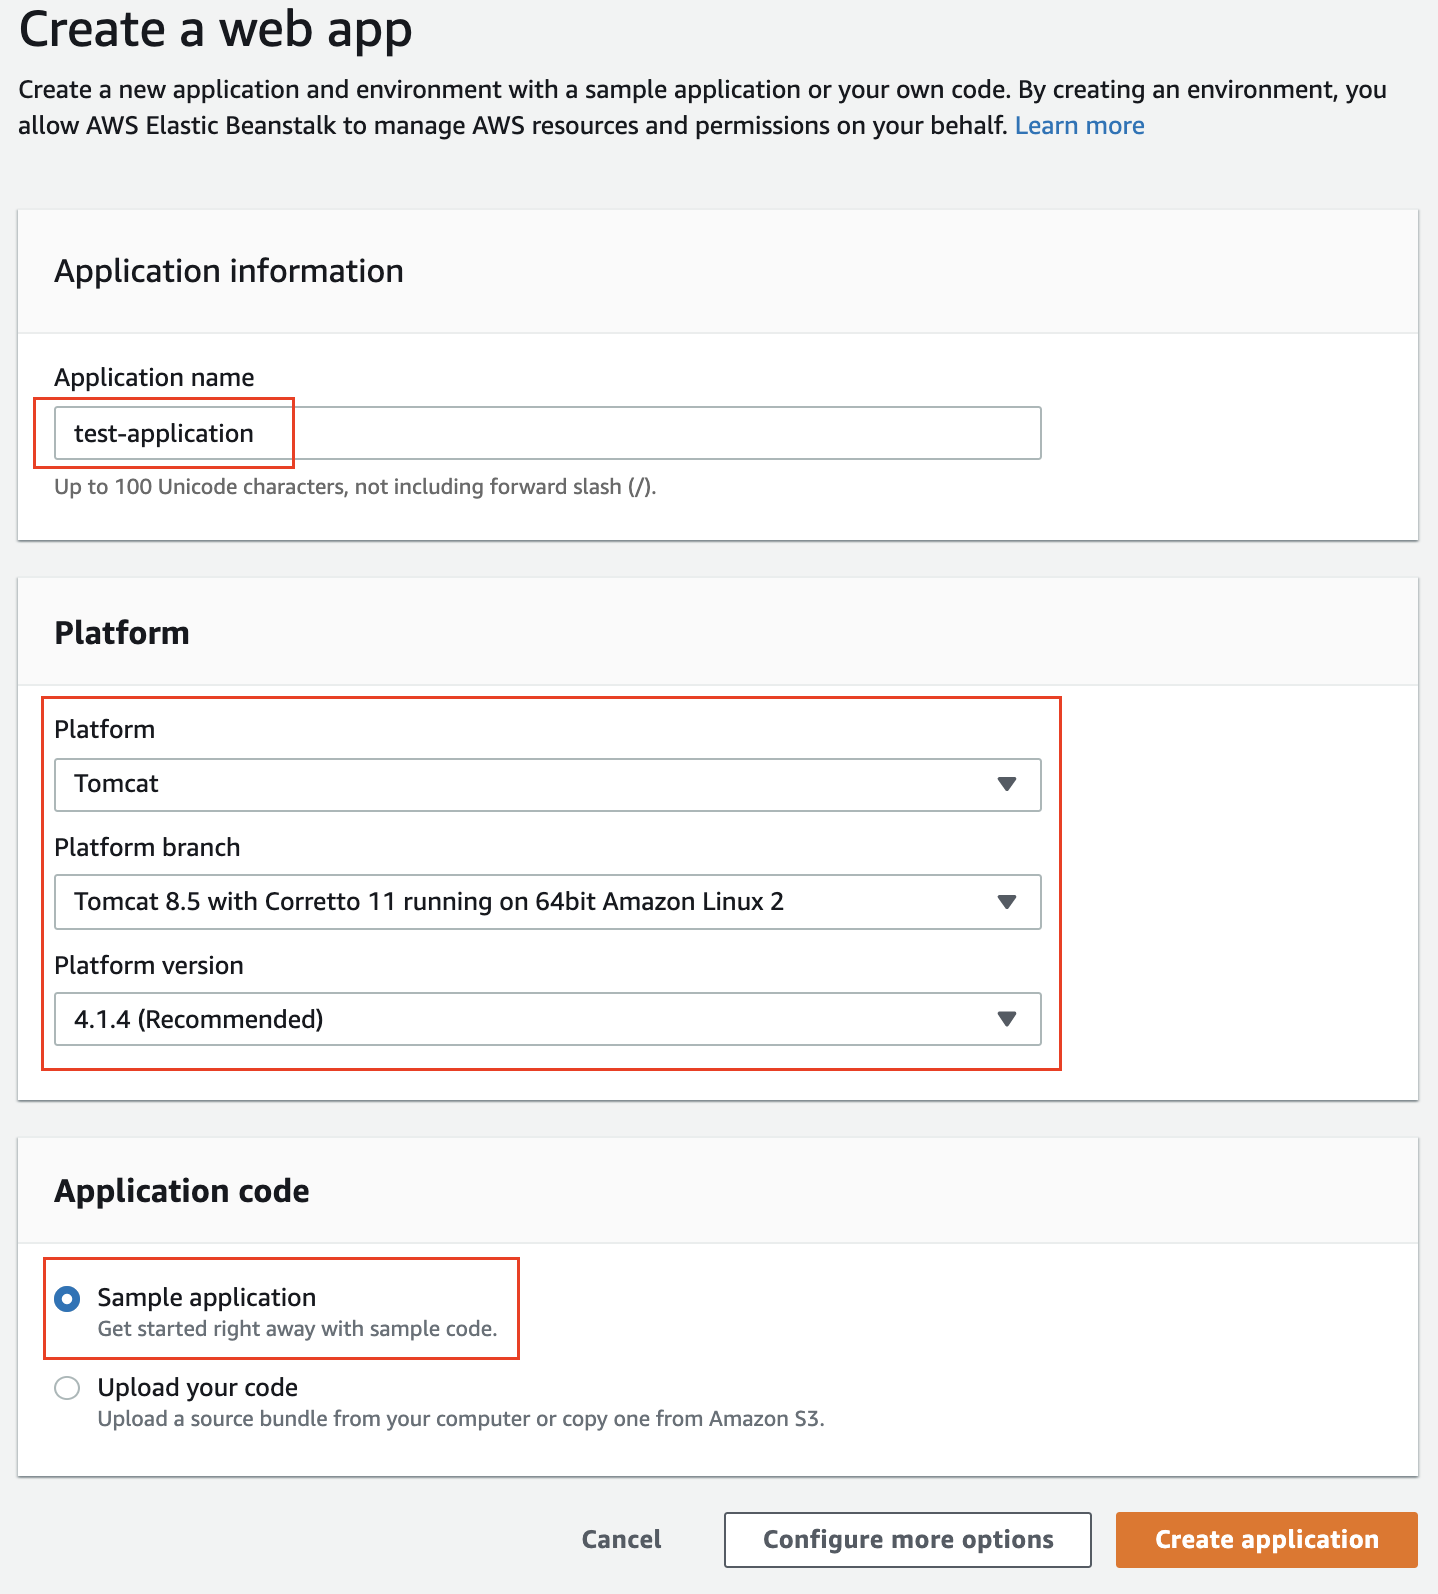 Create a web app
Create a new application and environment with a sample application or your own code. By creating an environment, you
allow AWS Elastic Beanstalk to manage AWS resources and permissions on your behalf. Learn more
Application information
Application name
test-application
Up to 100 Unicode characters, not including forward slash (/).
Platform
Platform
Tomcat
Platform branch
Tomcat 8.5 with Corretto 11 running on 64bit Amazon Linux 2
Platform version
4.1.4 (Recommended)
Application code
Sample application
Get started right away with sample code.
Upload your code
Upload a source bundle from your computer or copy one from Amazon S3.
Cancel
Configure more options
Create application